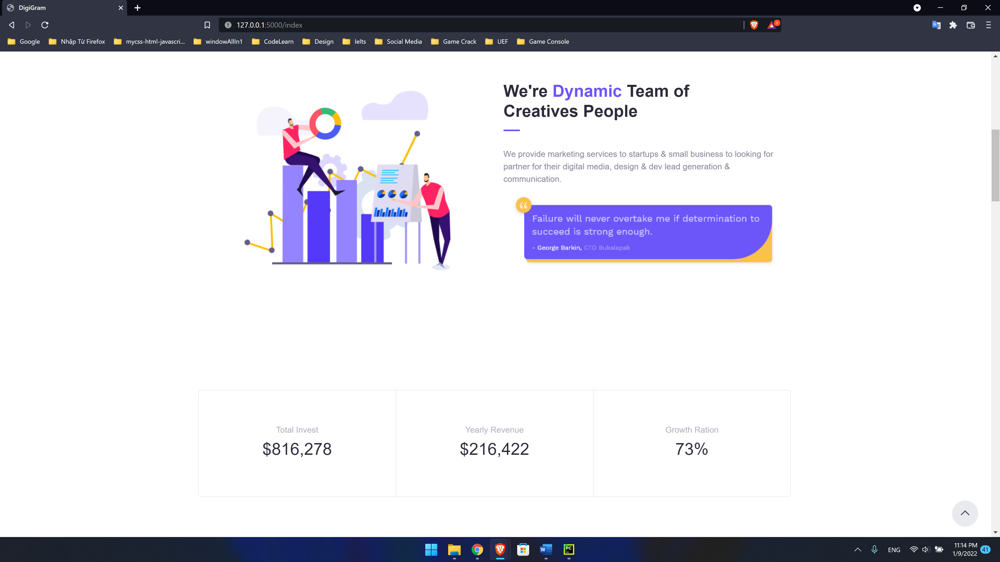 DigiGram
127.0.0.1:5000/index
1
Google
Nhập Từ Firefox
mycss-html-javascri...
windowAllIn1
CodeLearn
Design
Ielts
Social Media
Game Crack
UEF
Game Console
We're Dynamic Team of
Creatives People
We provide marketing services to startups & small business to looking for
partner for their digital media, design & dev lead generation &
communication.
Failure will never overtake me if determination to
succeed is strong enough.
- George Barkin, CTO Bukalapak
Total Invest
$816,278
Yearly Revenue
$216,422
Growth Ration
73%
W
PC
ENG
11:14 PM
1/9/2022
41